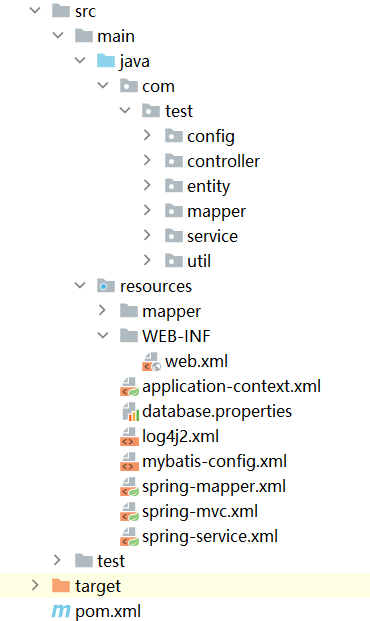 src
main
java
com
test
config
controller
entity
mapper
service
util
resources
mapper
WEB-INF
web.xml
application-context.xml
database.properties
log4j2.xml
mybatis-config.xml
spring-mapper.xml
spring-mvc.xml
spring-service.xml
test
target
m pom.xml